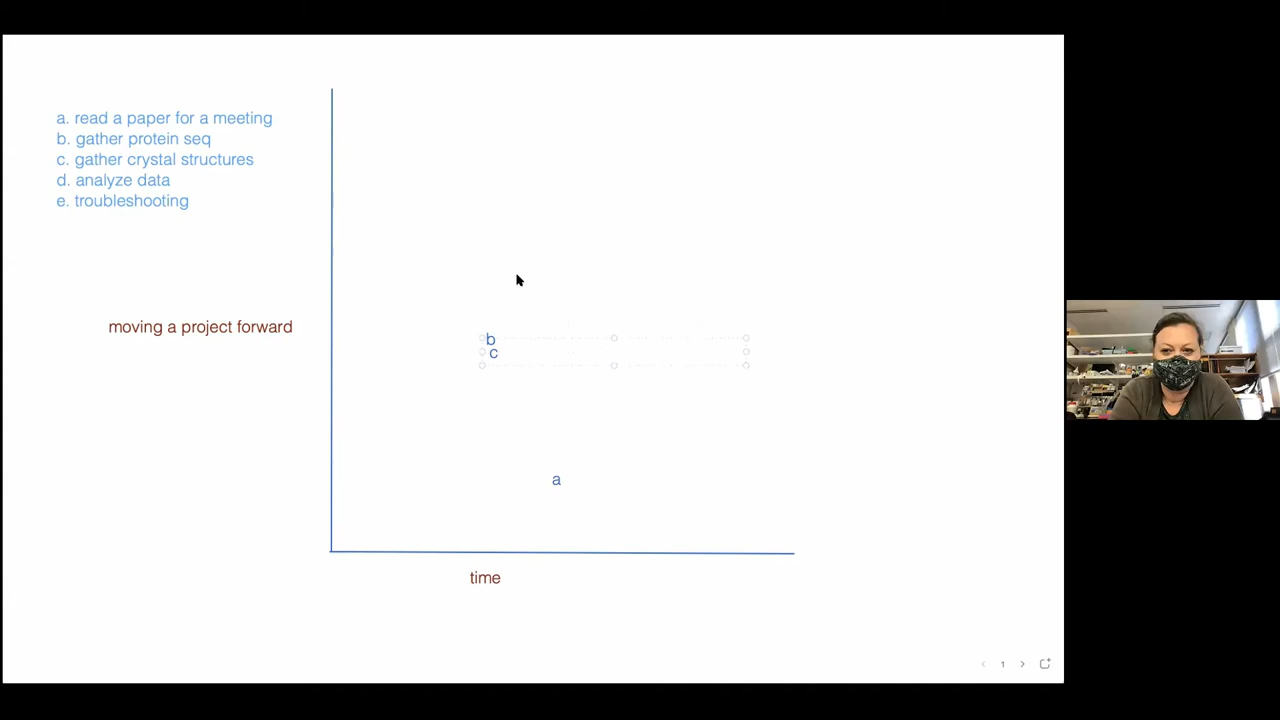 a. read a paper for a meeting
b. gather protein seq
c. gather crystal structures
d. analyze data
e. troubleshooting
moving a project forward
b
c
a
time
1